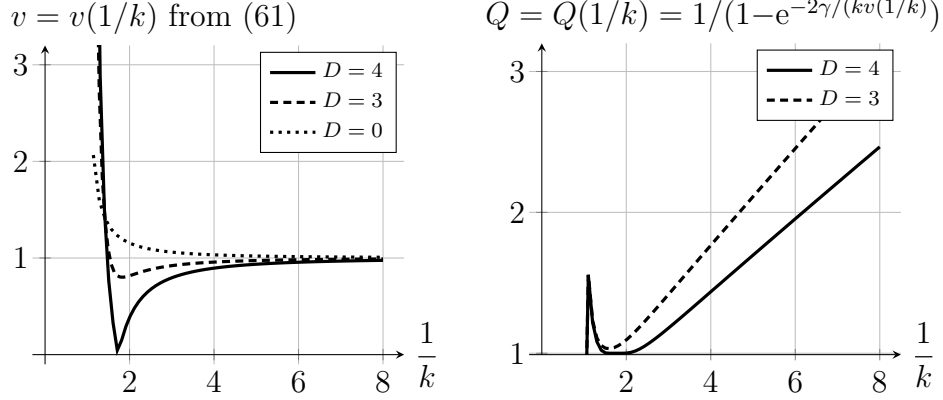 v = v(1/k) from (61)
3
2
1
2
4
6
8
1/k
D = 4
D = 3
D = 0
Q = Q(1/k) = 1/(1−e^{−2γ/(kv(1/k)})
3
2
1
2
4
6
8
1/k
D = 4
D = 3